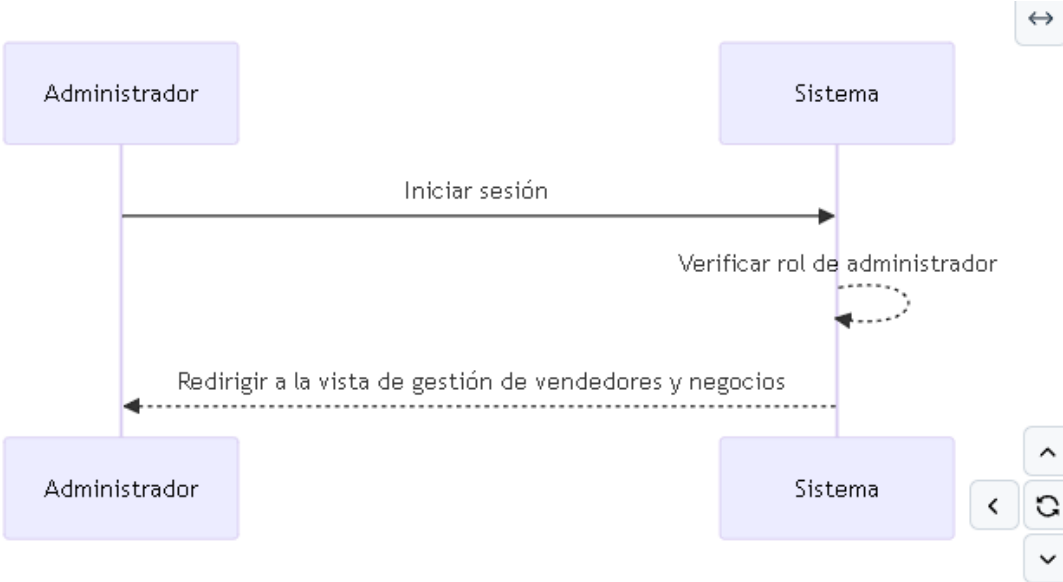 Administrador
Sistema
Iniciar sesión
Verificar rol de administrador
Redirigir a la vista de gestión de vendedores y negocios
Administrador
Sistema